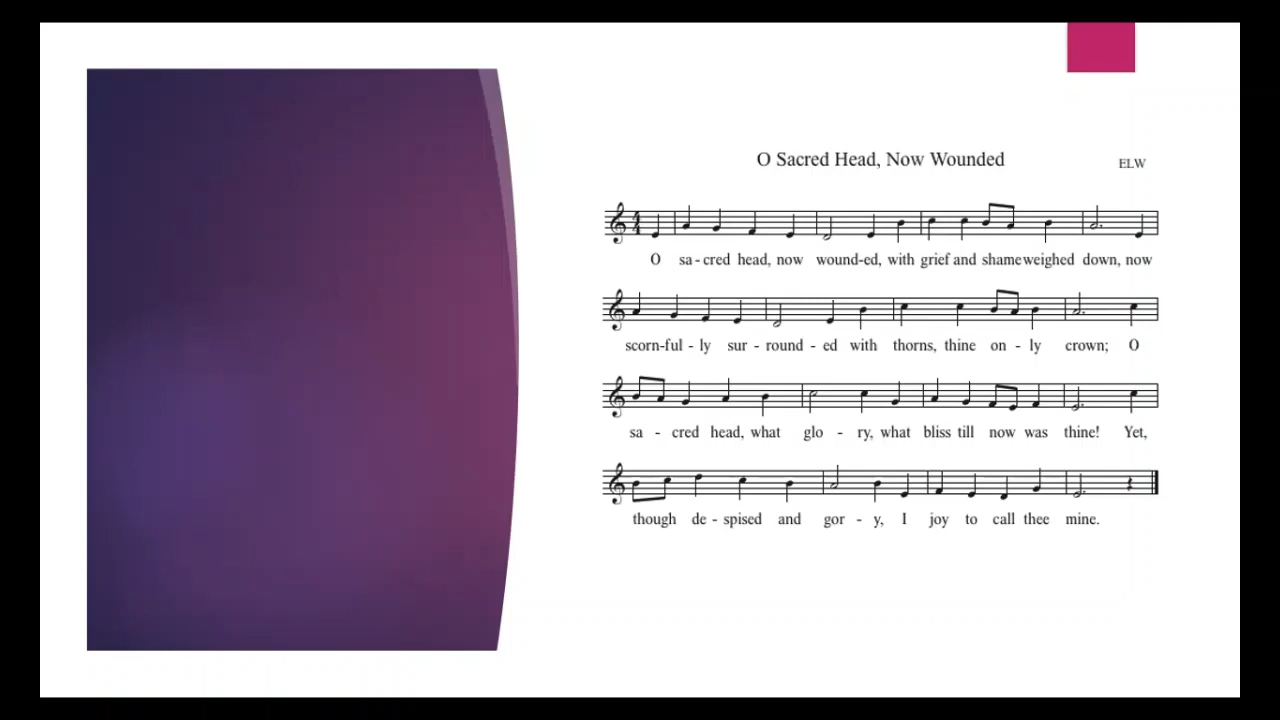 O Sacred Head, Now Wounded
ELW
O sa - cred head, now wound-ed, with grief and shame weighed down, now
scorn-ful - ly sur - round - ed with thorns, thine on - ly crown; O
sa - cred head, what glo - ry, what bliss till now was thine! Yet,
though de - spised and gor - y, I joy to call thee mine.